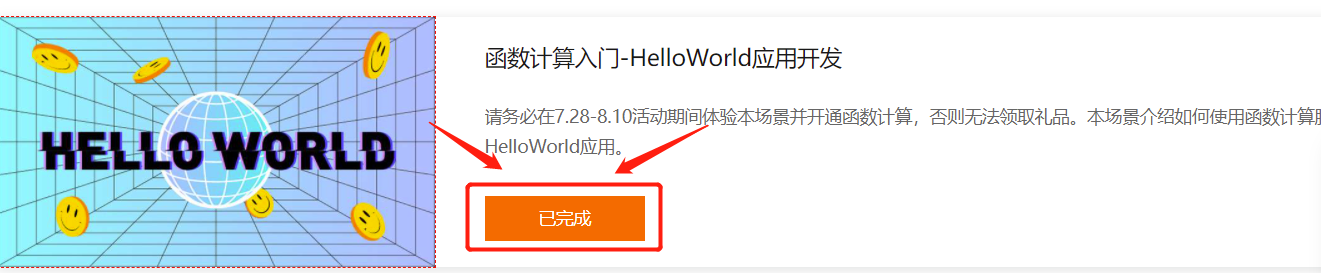 HELLO WORLD
函数计算入门-HelloWorld应用开发
请务必在7.28-8.10活动期间体验本场景并开通函数计算，否则无法领取礼品。本场景介绍如何使用函数计算
HelloWorld应用。
已完成